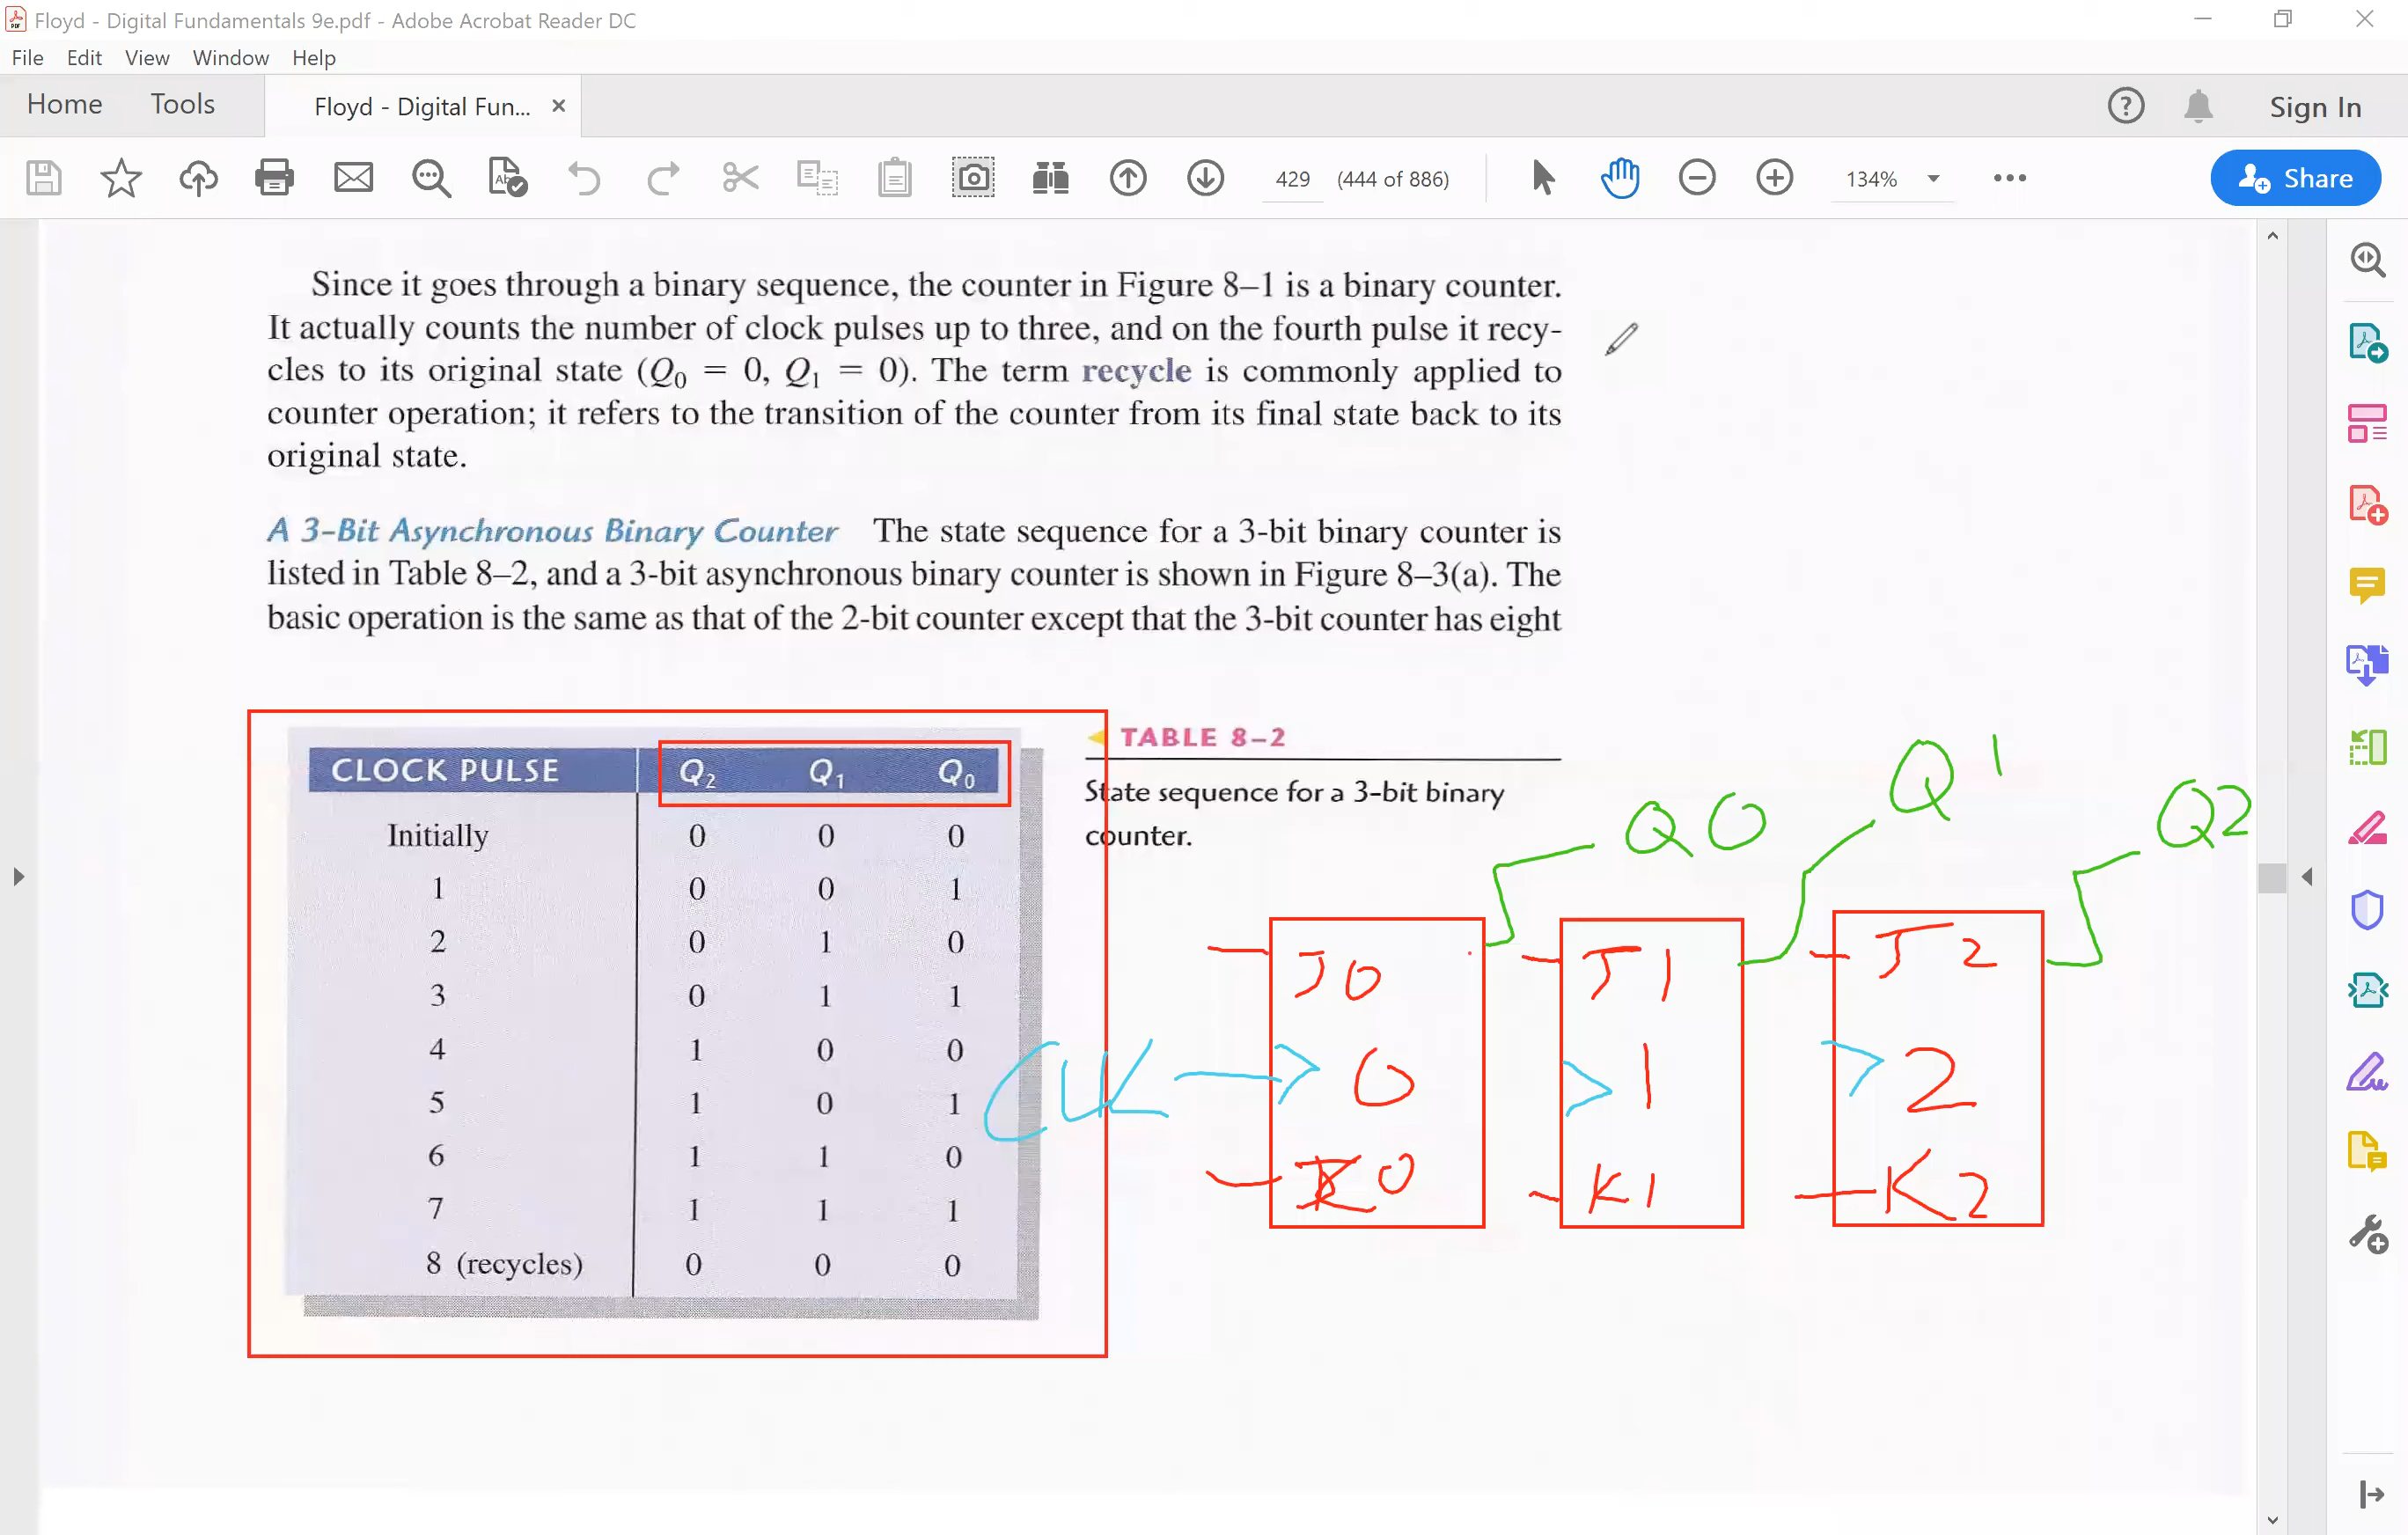 Floyd - Digital Fundamentals 9e.pdf - Adobe Acrobat Reader DC
File Edit View Window Help
Home Tools Floyd - Digital Fun... × ? Sign In
429 (444 of 886) 134% Share
Since it goes through a binary sequence, the counter in Figure 8–1 is a binary counter.
It actually counts the number of clock pulses up to three, and on the fourth pulse it recy-
cles to its original state (Q0 = 0, Q1 = 0). The term recycle is commonly applied to
counter operation; it refers to the transition of the counter from its final state back to its
original state.
A 3-Bit Asynchronous Binary Counter The state sequence for a 3-bit binary counter is
listed in Table 8–2, and a 3-bit asynchronous binary counter is shown in Figure 8–3(a). The
basic operation is the same as that of the 2-bit counter except that the 3-bit counter has eight
CLOCK PULSE Q2 Q1 Q0
Initially 0 0 0
1 0 0 1
2 0 1 0
3 0 1 1
4 1 0 0
5 1 0 1
6 1 1 0
7 1 1 1
8 (recycles) 0 0 0
TABLE 8–2
State sequence for a 3-bit binary
counter.
Q0 Q1 Q2
J0 J1 J2
CLK 0 1 2
K0 K1 K2